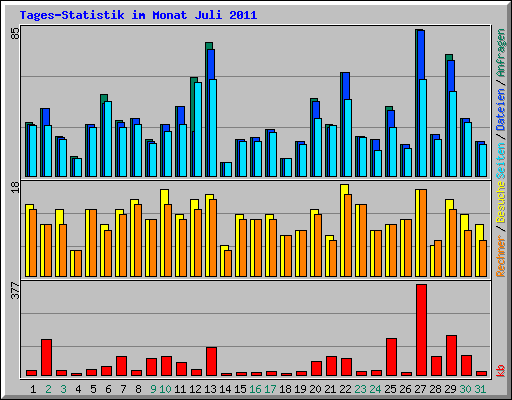 Tages-Statistik im Monat Juli 2011
85
18
377
Rechner / Besuche Seiten / Dateien / Anfragen
kb
1 2 3 4 5 6 7 8 9 10 11 12 13 14 15 16 17 18 19 20 21 22 23 24 25 26 27 28 29 30 31